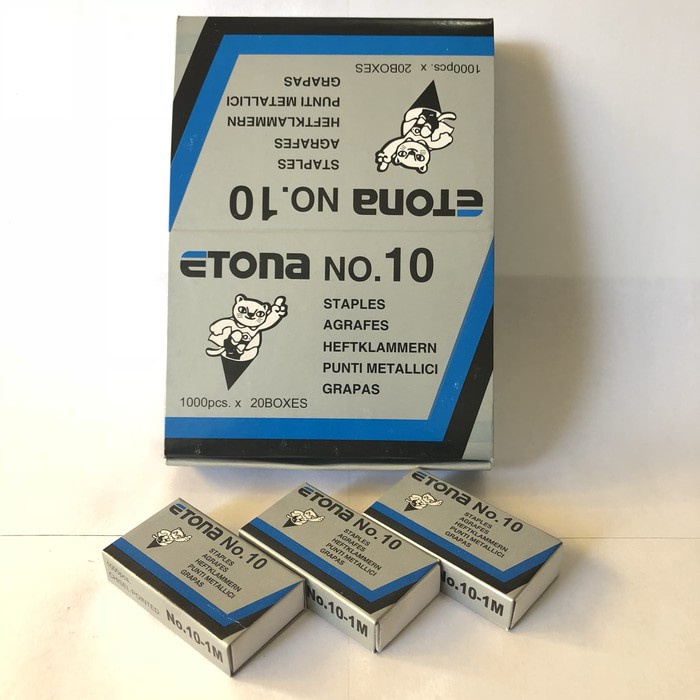 1000pcs. x 20BOXES
GRAPAS
PUNTI METALLICI
HEFTKLAMMERN
AGRAFES
STAPLES
ETONA NO.10
ETONA NO.10
STAPLES
AGRAFES
HEFTKLAMMERN
PUNTI METALLICI
GRAPAS
1000pcs. x 20BOXES
ETONA No.10
STAPLES
AGRAFES
HEFTKLAMMERN
PUNTI METALLICI
GRAPAS
1000pcs.
CHISEL POINTED
No.10-1M
ETONA No.10
STAPLES
AGRAFES
HEFTKLAMMERN
PUNTI METALLICI
GRAPAS
No.10-1M
ETONA No.10
STAPLES
AGRAFES
HEFTKLAMMERN
PUNTI METALLICI
GRAPAS
No.10-1M